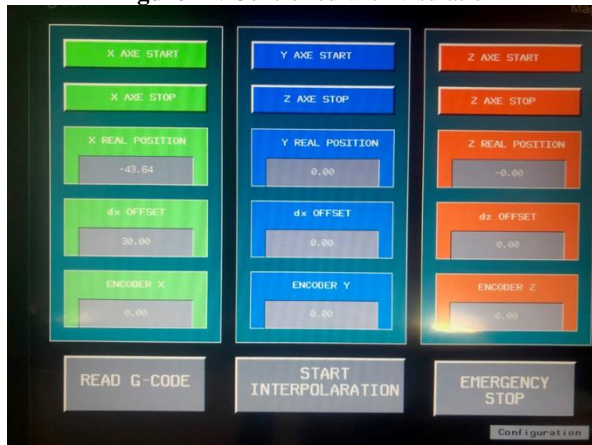 X AXE START
X AXE STOP
X REAL POSITION
-43.64
dx OFFSET
30.00
ENCODER X
0.00
Y AXE START
Z AXE STOP
Y REAL POSITION
0.00
dx OFFSET
0.00
ENCODER Y
0.00
Z AXE START
Z AXE STOP
Z REAL POSITION
-0.00
dz OFFSET
0.00
ENCODER Z
0.00
READ G-CODE
START
INTERPOLARATION
EMERGENCY
STOP
Configuration